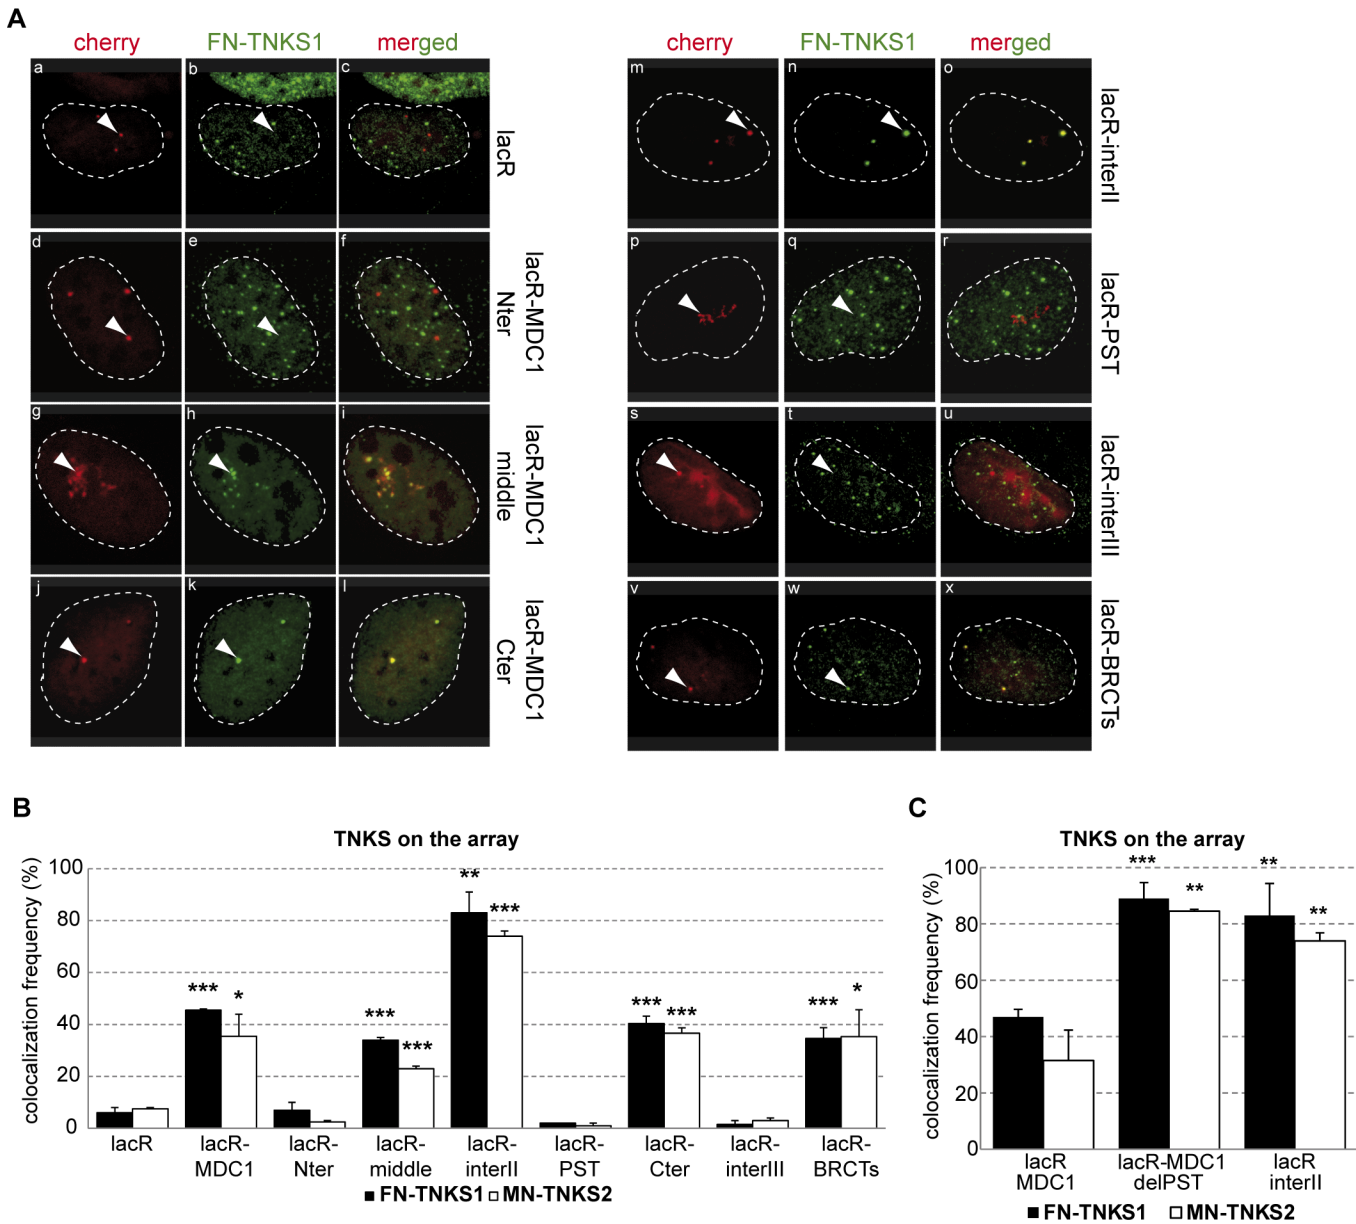 A
cherry FN-TNKS1 merged
cherry FN-TNKS1 merged
a b c
lacR
d e f
lacR-MDC1
Nter
g h i
lacR-MDC1
middle
j k l
lacR-MDC1
Cter
m n o
lacR-interII
p q r
lacR-PST
s t u
lacR-interIII
v w x
lacR-BRCTs
B
TNKS on the array
colocalization frequency (%)
100
80
60
40
20
0
*** *
*** ***
** ***
*** ***
*** *
lacR
lacR-
MDC1
lacR-
Nter
lacR-
middle
lacR-
interII
lacR-
PST
lacR-
Cter
lacR-
interIII
lacR-
BRCTs
FN-TNKS1 MN-TNKS2
C
TNKS on the array
colocalization frequency (%)
100
80
60
40
20
0
*** **
** **
lacR
MDC1
lacR-MDC1
delPST
lacR
interII
FN-TNKS1 MN-TNKS2